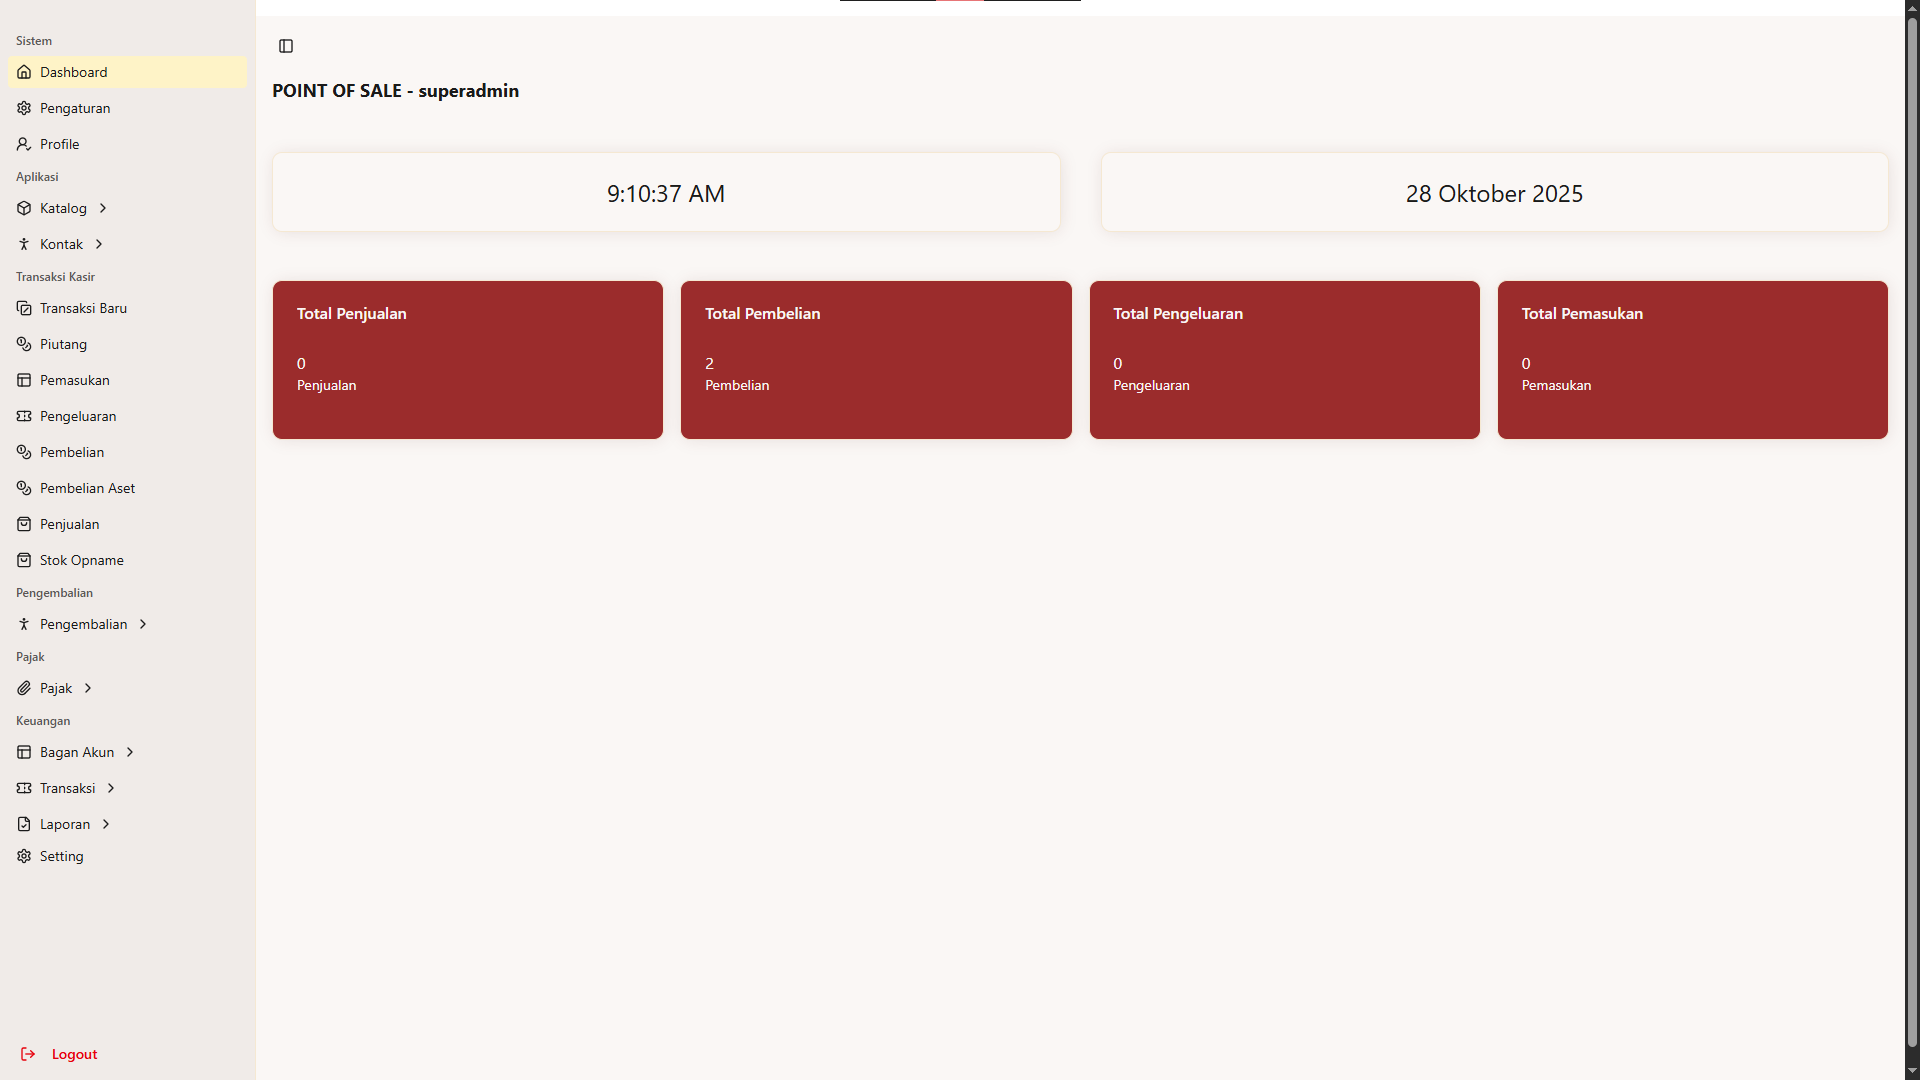 Sistem
Dashboard
Pengaturan
Profile
Aplikasi
Katalog
Kontak
Transaksi Kasir
Transaksi Baru
Piutang
Pemasukan
Pengeluaran
Pembelian
Pembelian Aset
Penjualan
Stok Opname
Pengembalian
Pengembalian
Pajak
Pajak
Keuangan
Bagan Akun
Transaksi
Laporan
Setting
Logout
POINT OF SALE - superadmin
9:10:37 AM
28 Oktober 2025
Total Penjualan
0
Penjualan
Total Pembelian
2
Pembelian
Total Pengeluaran
0
Pengeluaran
Total Pemasukan
0
Pemasukan